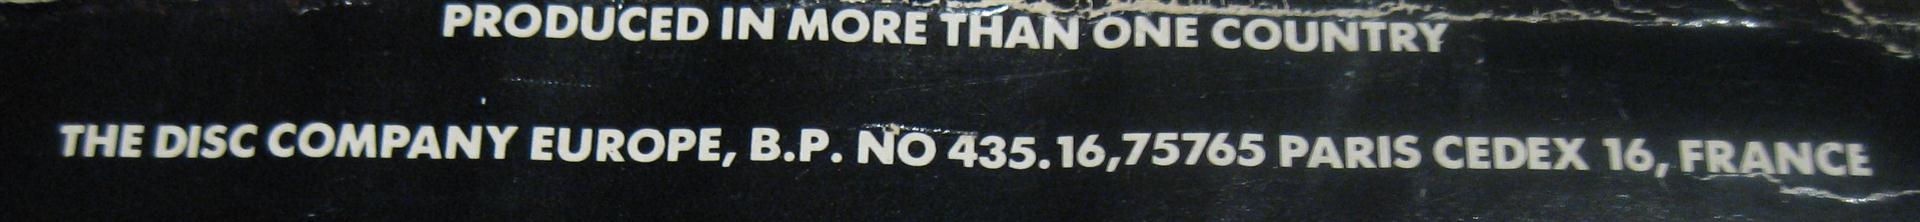 PRODUCED IN MORE THAN ONE COUNTRY
THE DISC COMPANY EUROPE, B.P. NO 435.16,75765 PARIS CEDEX 16, FRANCE